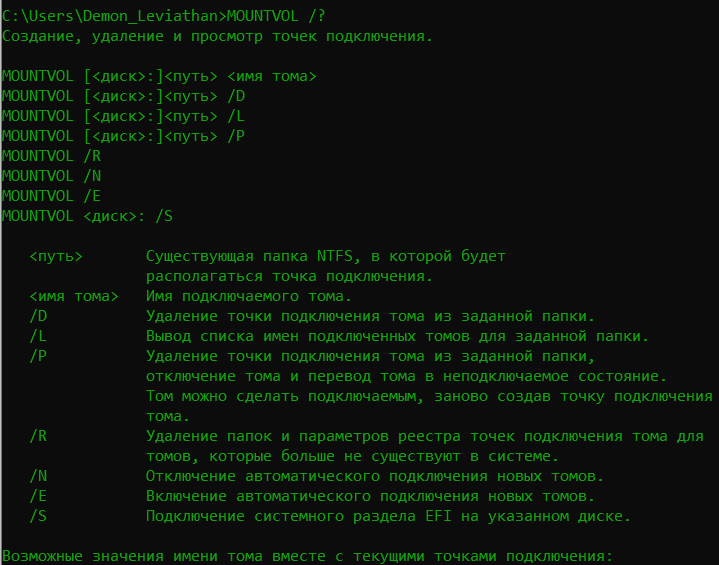 C:\Users\Demon_Leviathan>MOUNTVOL /?
Создание, удаление и просмотр точек подключения.

MOUNTVOL [<диск>:]<путь> <имя тома>
MOUNTVOL [<диск>:]<путь> /D
MOUNTVOL [<диск>:]<путь> /L
MOUNTVOL [<диск>:]<путь> /P
MOUNTVOL /R
MOUNTVOL /N
MOUNTVOL /E
MOUNTVOL <диск>: /S

   <путь>       Существующая папка NTFS, в которой будет
                располагаться точка подключения.
   <имя тома>   Имя подключаемого тома.
   /D           Удаление точки подключения тома из заданной папки.
   /L           Вывод списка имен подключенных томов для заданной папки.
   /P           Удаление точки подключения тома из заданной папки,
                отключение тома и перевод тома в неподключаемое состояние.
                Том можно сделать подключаемым, заново создав точку подключения
                тома.
   /R           Удаление папок и параметров реестра точек подключения тома для
                томов, которые больше не существуют в системе.
   /N           Отключение автоматического подключения новых томов.
   /E           Включение автоматического подключения новых томов.
   /S           Подключение системного раздела EFI на указанном диске.

Возможные значения имени тома вместе с текущими точками подключения: